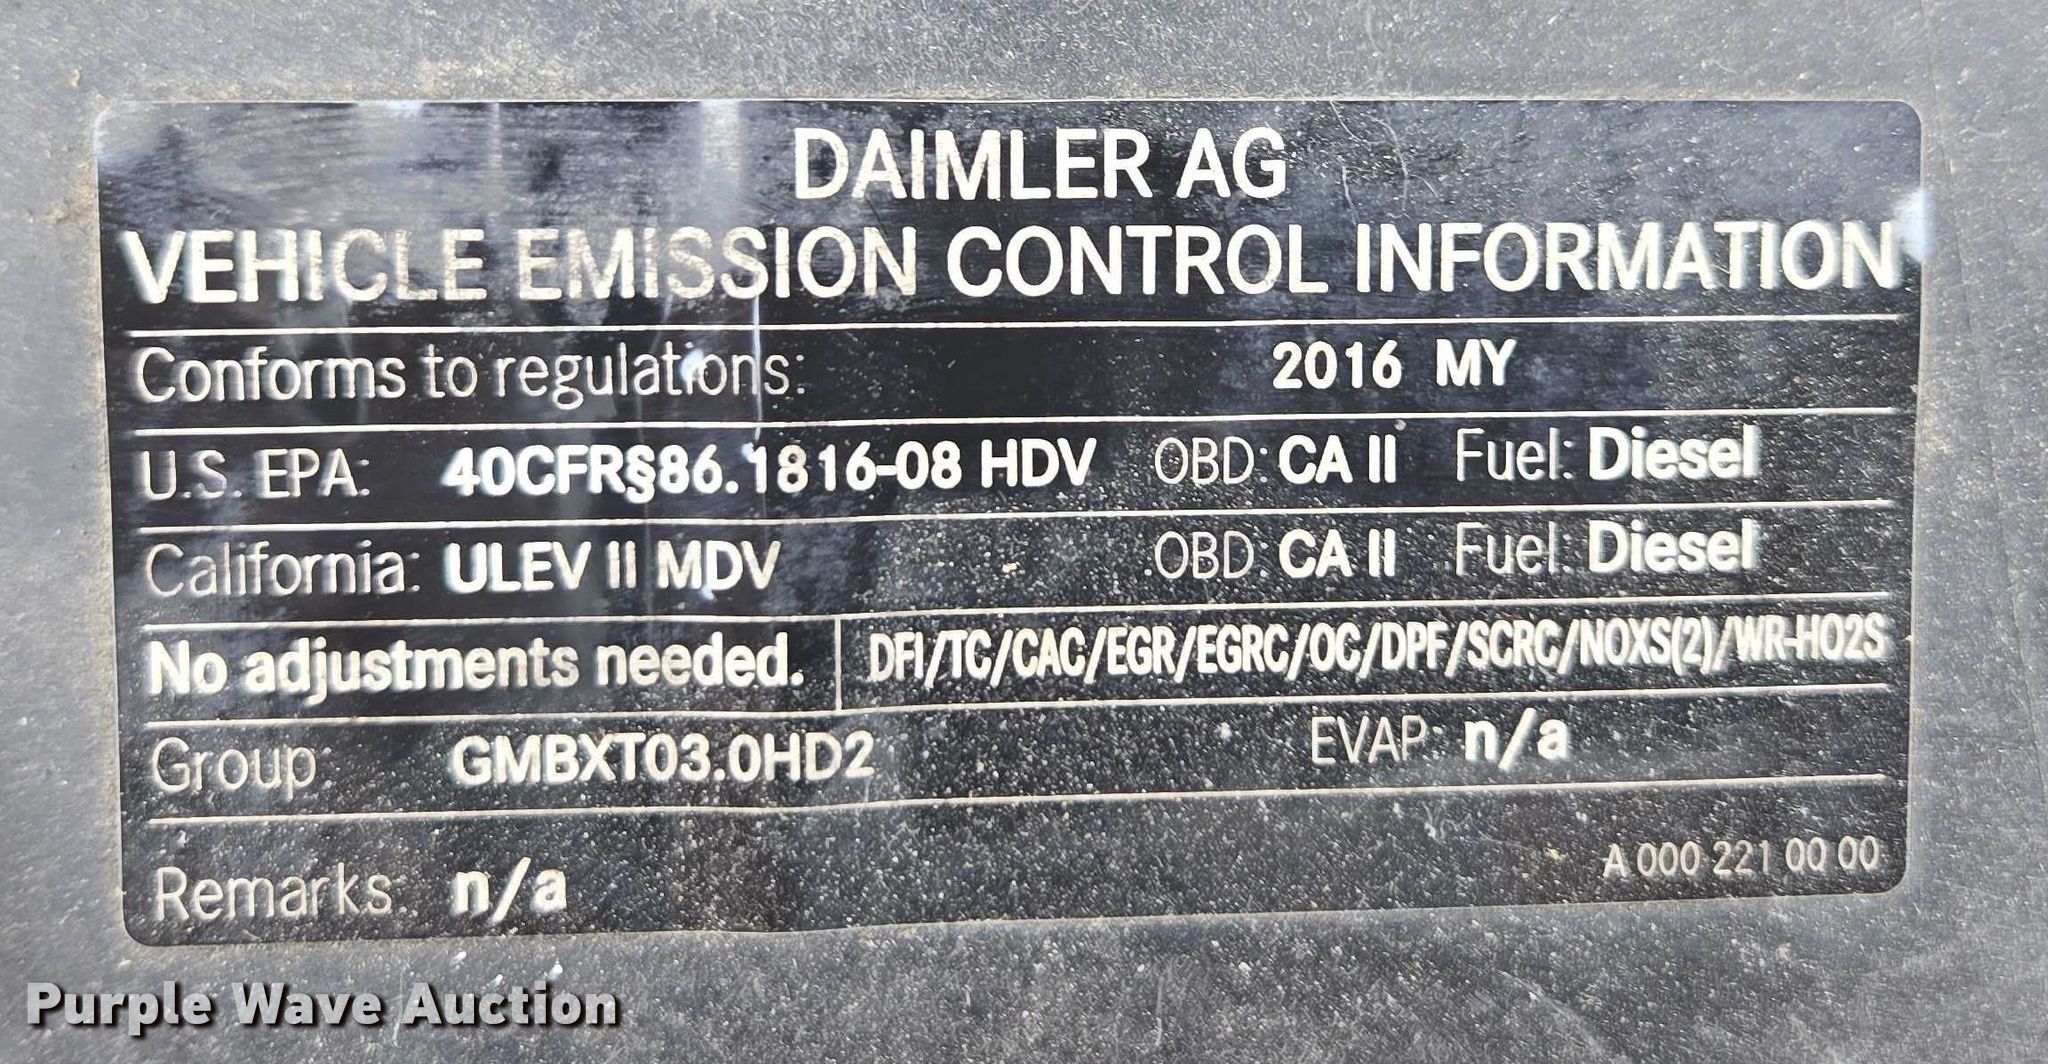 DAIMLER AG
VEHICLE EMISSION CONTROL INFORMATION
Conforms to regulations: 2016 MY
U.S. EPA: 40CFR§86.1816-08 HDV OBD: CA II Fuel: Diesel
California: ULEV II MDV OBD: CA II Fuel: Diesel
No adjustments needed. DFI/TC/CAC/EGR/EGRC/OC/DPF/SCRC/NOXS(2)/WR-HO2S
Group: GMBXT03.0HD2 EVAP: n/a
Remarks: n/a
A 000 221 00 00
Purple Wave Auction